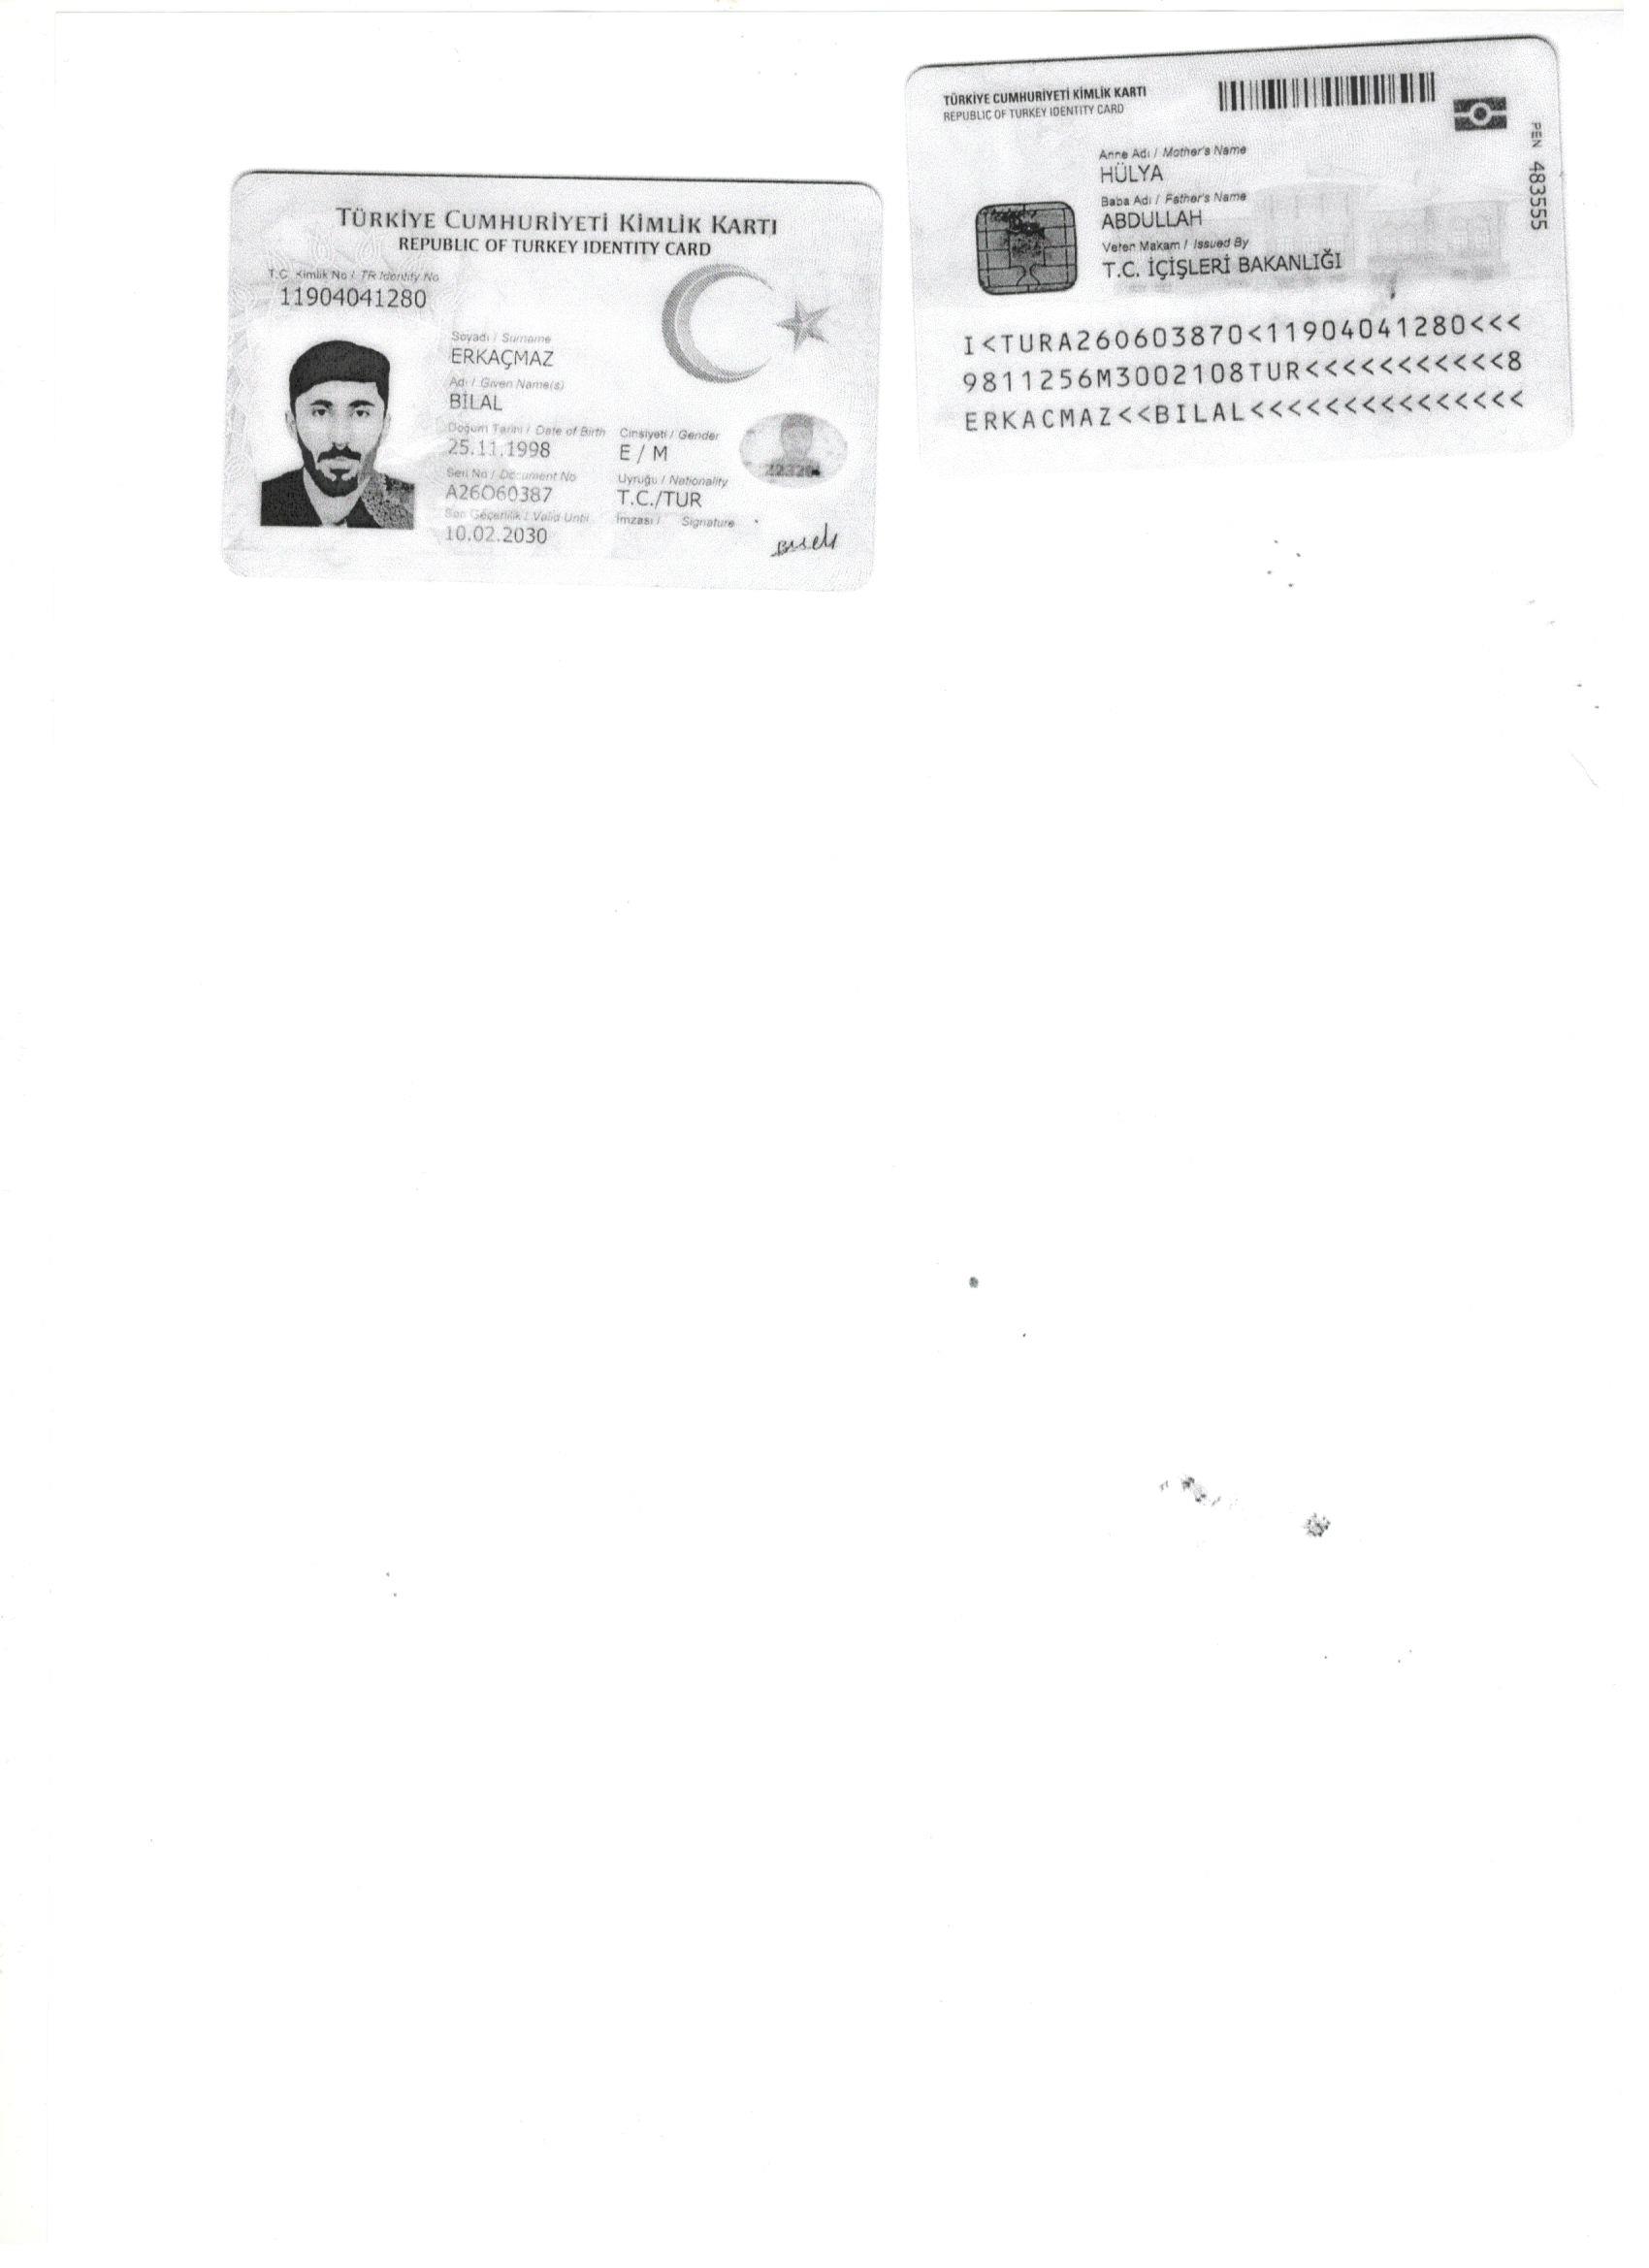 TÜRKİYE CUMHURİYETİ KİMLİK KARTI
REPUBLIC OF TURKEY IDENTITY CARD
T.C. Kimlik No / TR Identity No
11904041280
Soyadı / Surname
ERKAÇMAZ
Adı / Given Name(s)
BİLAL
Doğum Tarihi / Date of Birth Cinsiyeti / Gender
25.11.1998 E / M
Seri No / Document No Uyruğu / Nationality
A26O60387 T.C./TUR
Son Geçerlilik / Valid Until İmzası / Signature
10.02.2030
TÜRKİYE CUMHURİYETİ KİMLİK KARTI
REPUBLIC OF TURKEY IDENTITY CARD
Anne Adı / Mother's Name
HÜLYA
Baba Adı / Father's Name
ABDULLAH
Veren Makam / Issued By
T.C. İÇİŞLERİ BAKANLIĞI
PEN 483555
I<TURA26O603870<11904041280<<<
9811256M3002108TUR<<<<<<<<<<<8
ERKACMAZ<<BILAL<<<<<<<<<<<<<<<